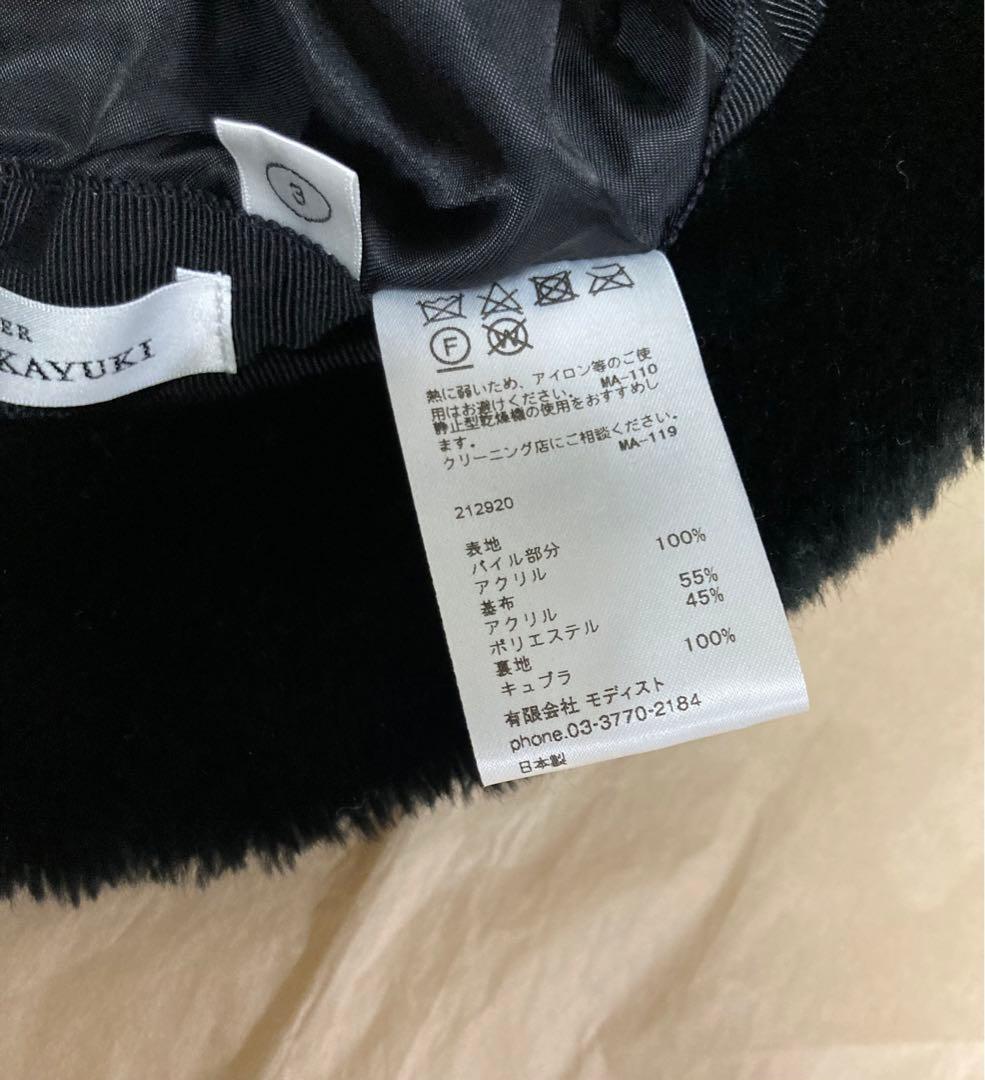 3
ER
KAYUKI
F
W
熱に弱いため、アイロン等のご使
用はお避けください。 MA-110
静止型乾燥機の使用をおすすめし
ます。
クリーニング店にご相談ください。
MA-119
212920
表地
パイル部分
アクリル 100%
基布
アクリル 55%
ポリエステル 45%
裏地
キュプラ 100%
有限会社 モディスト
phone.03-3770-2184
日本製